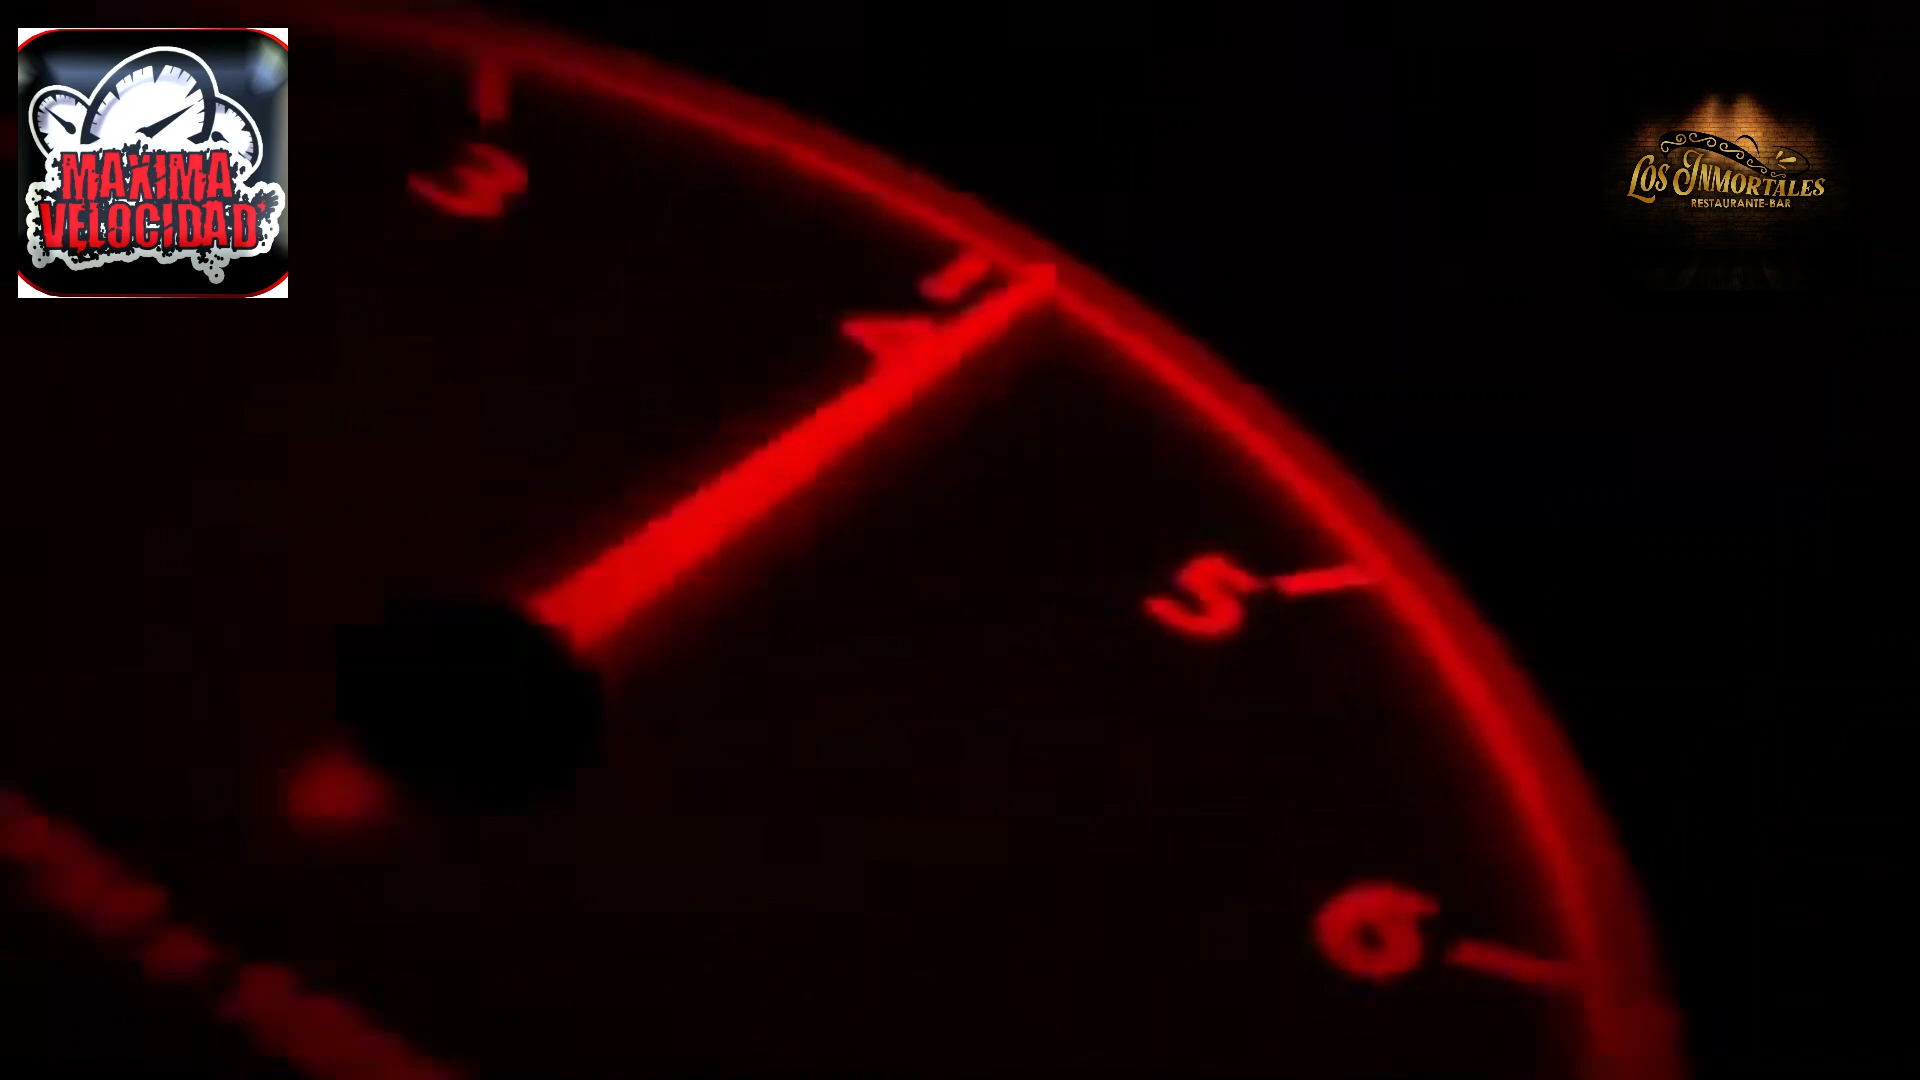 MAXIMA
VELOCIDAD
LOS INMORTALES
RESTAURANTE-BAR
3
4
5
6